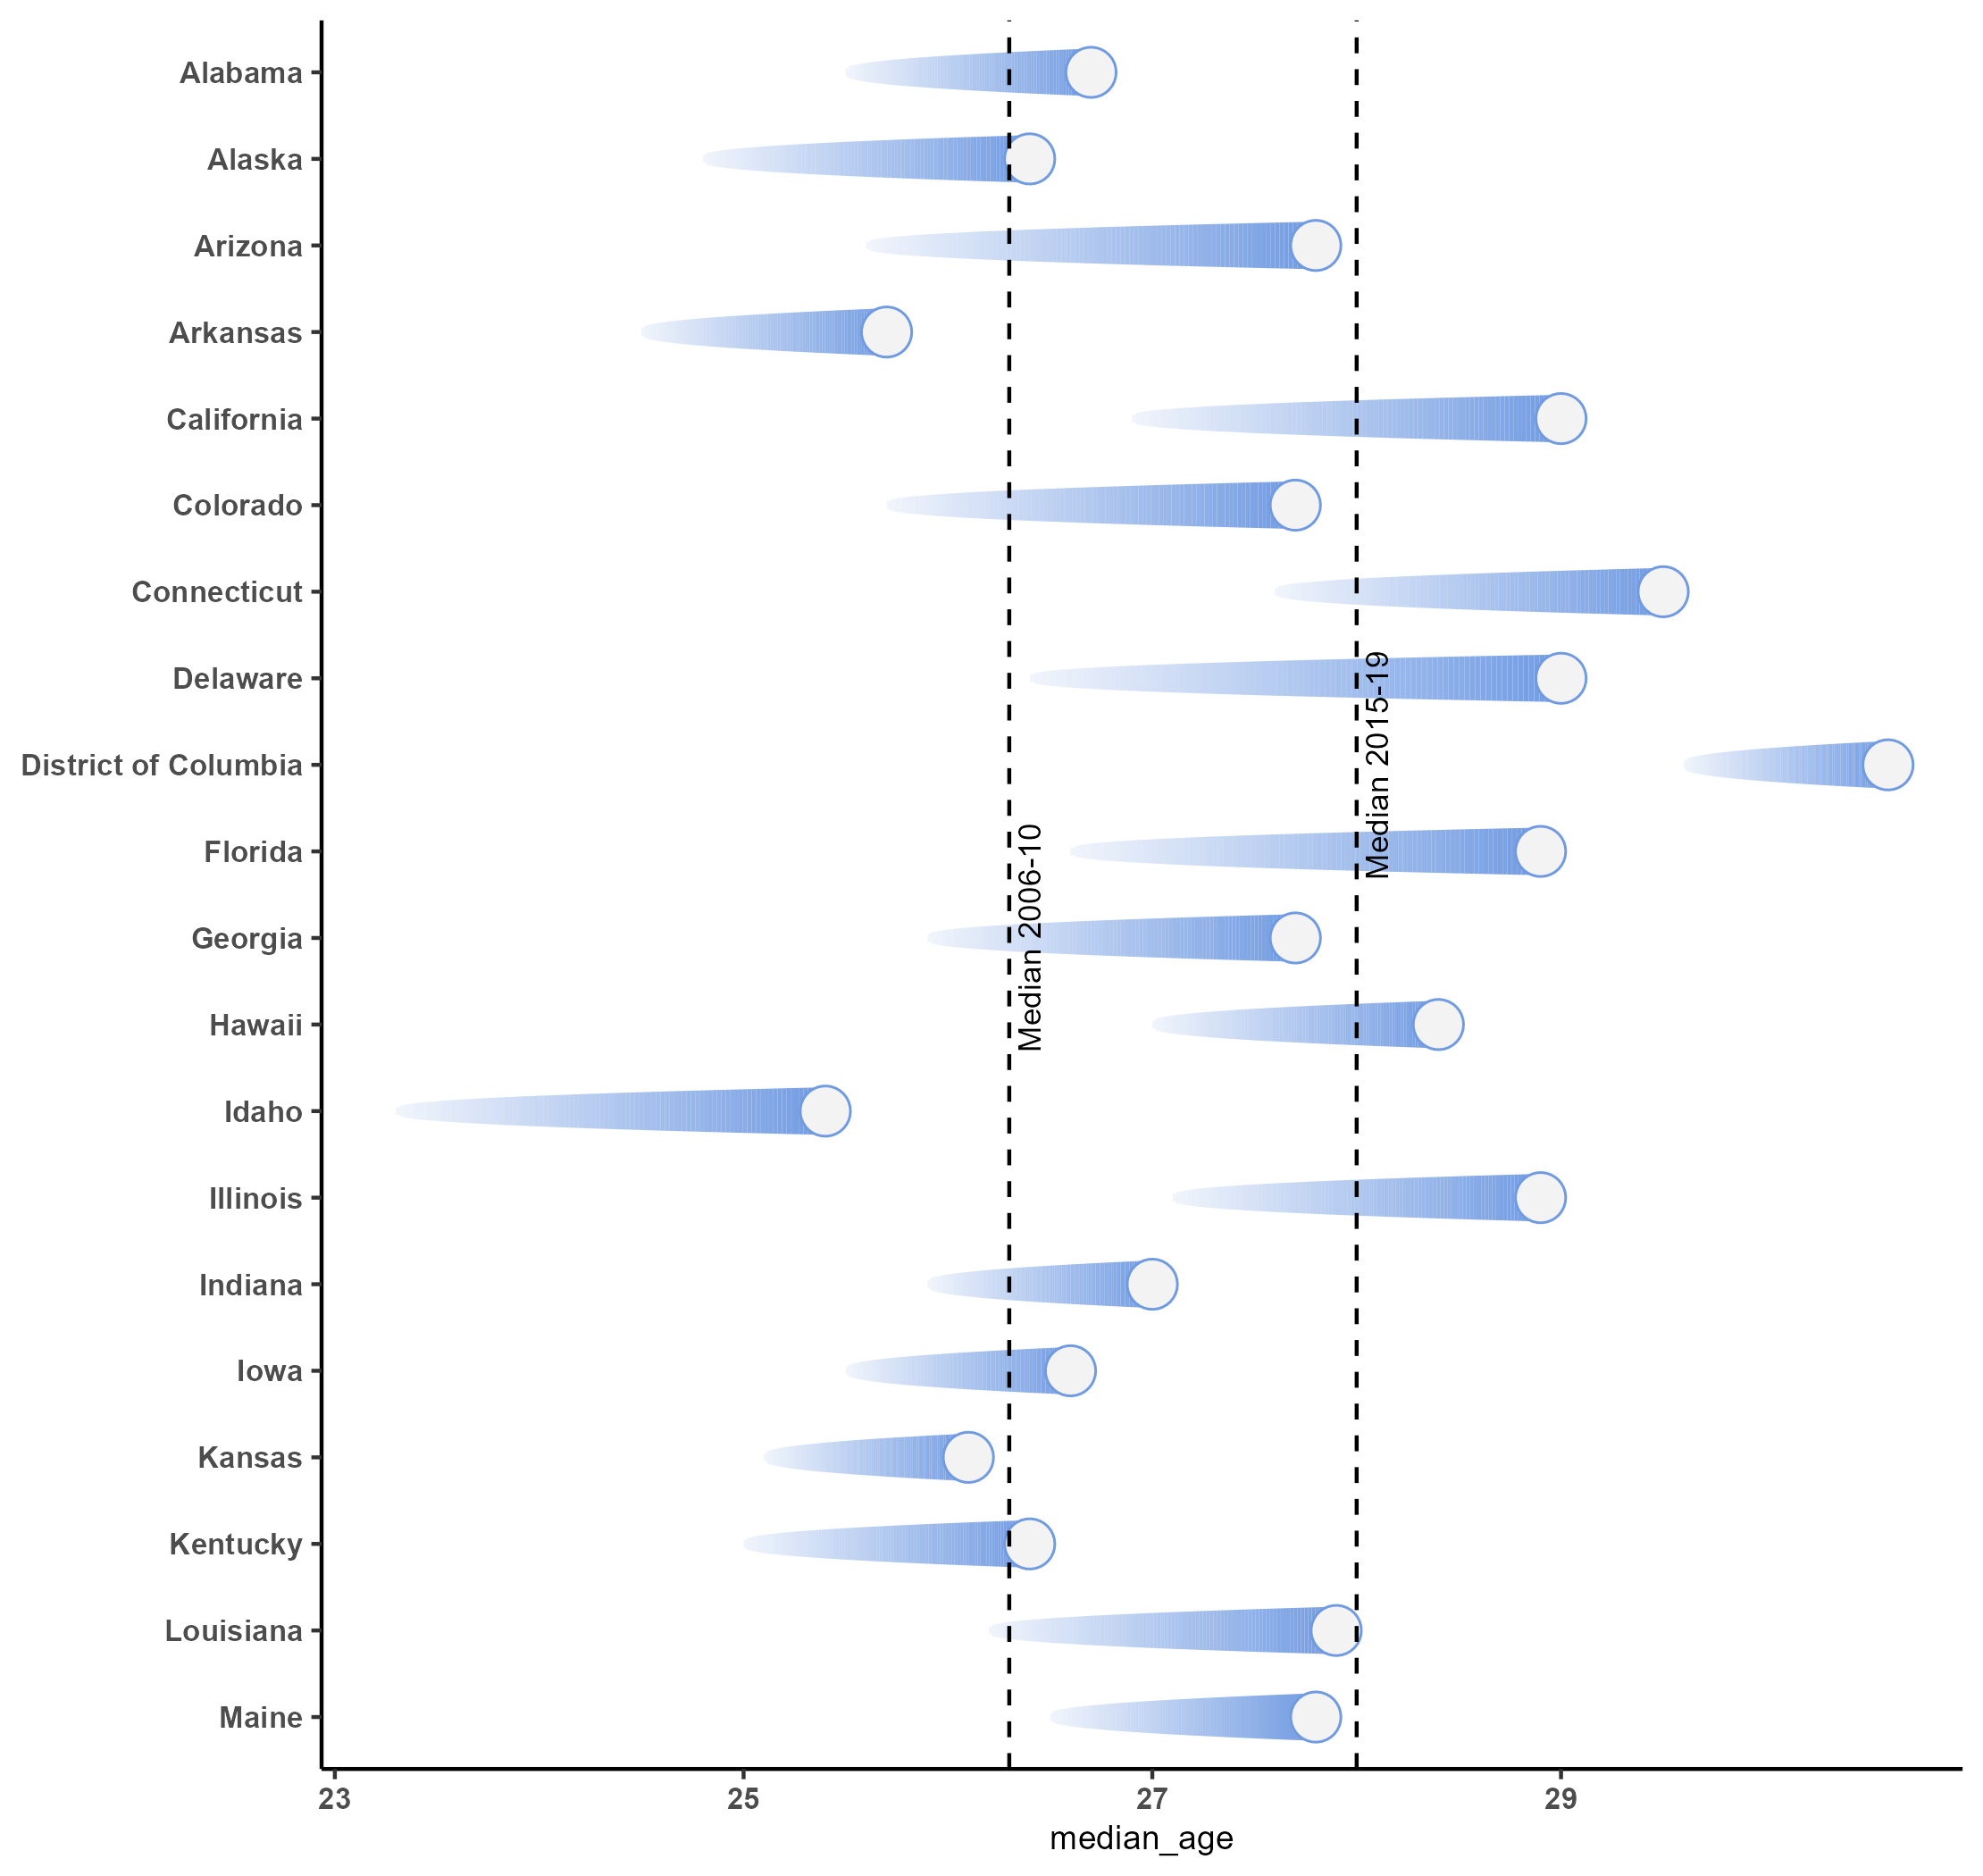 Alabama
Alaska
Arizona
Arkansas
California
Colorado
Connecticut
Delaware
District of Columbia
Florida
Georgia
Hawaii
Idaho
Illinois
Indiana
Iowa
Kansas
Kentucky
Louisiana
Maine
Median 2006-10
Median 2015-19
23 25 27 29
median_age